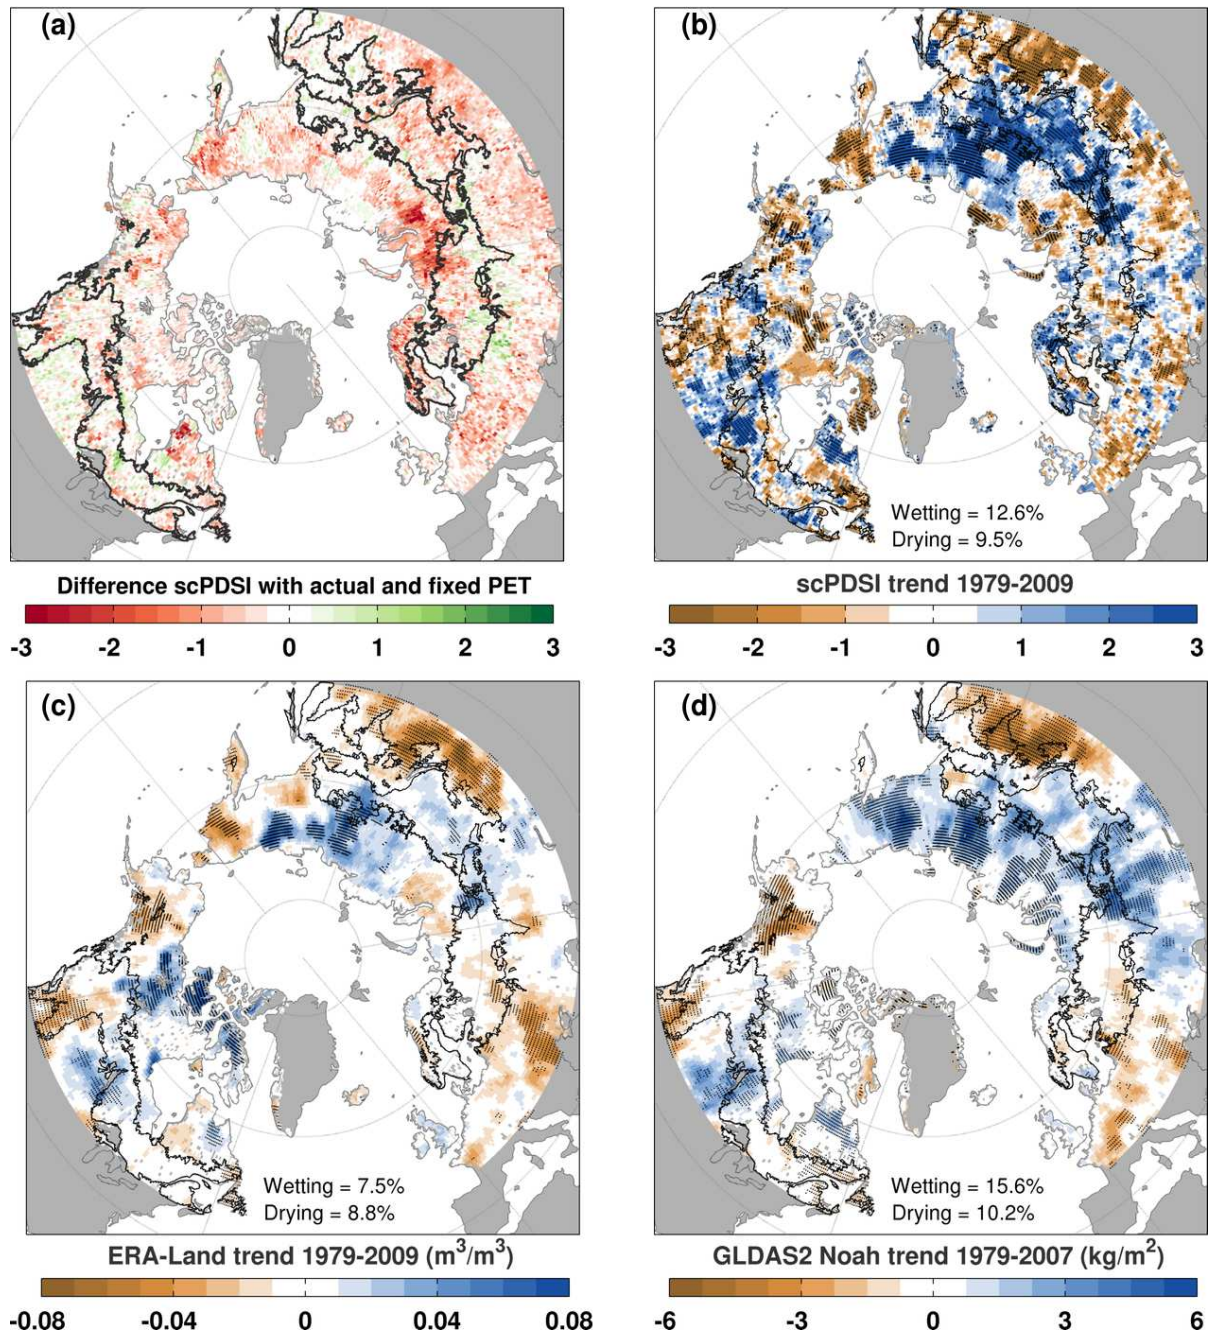 (a)
(b)
Wetting = 12.6%
Drying = 9.5%
Difference scPDSI with actual and fixed PET
-3 -2 -1 0 1 2 3
scPDSI trend 1979-2009
-3 -2 -1 0 1 2 3
(c)
(d)
Wetting = 7.5%
Drying = 8.8%
Wetting = 15.6%
Drying = 10.2%
ERA-Land trend 1979-2009 (m³/m³)
-0.08 -0.04 0 0.04 0.08
GLDAS2 Noah trend 1979-2007 (kg/m²)
-6 -3 0 3 6